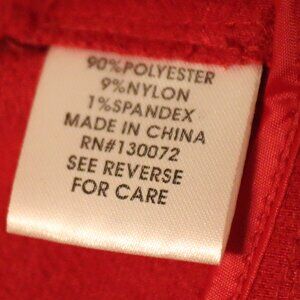 90%POLYESTER
9%NYLON
1%SPANDEX
MADE IN CHINA
RN#130072
SEE REVERSE
FOR CARE